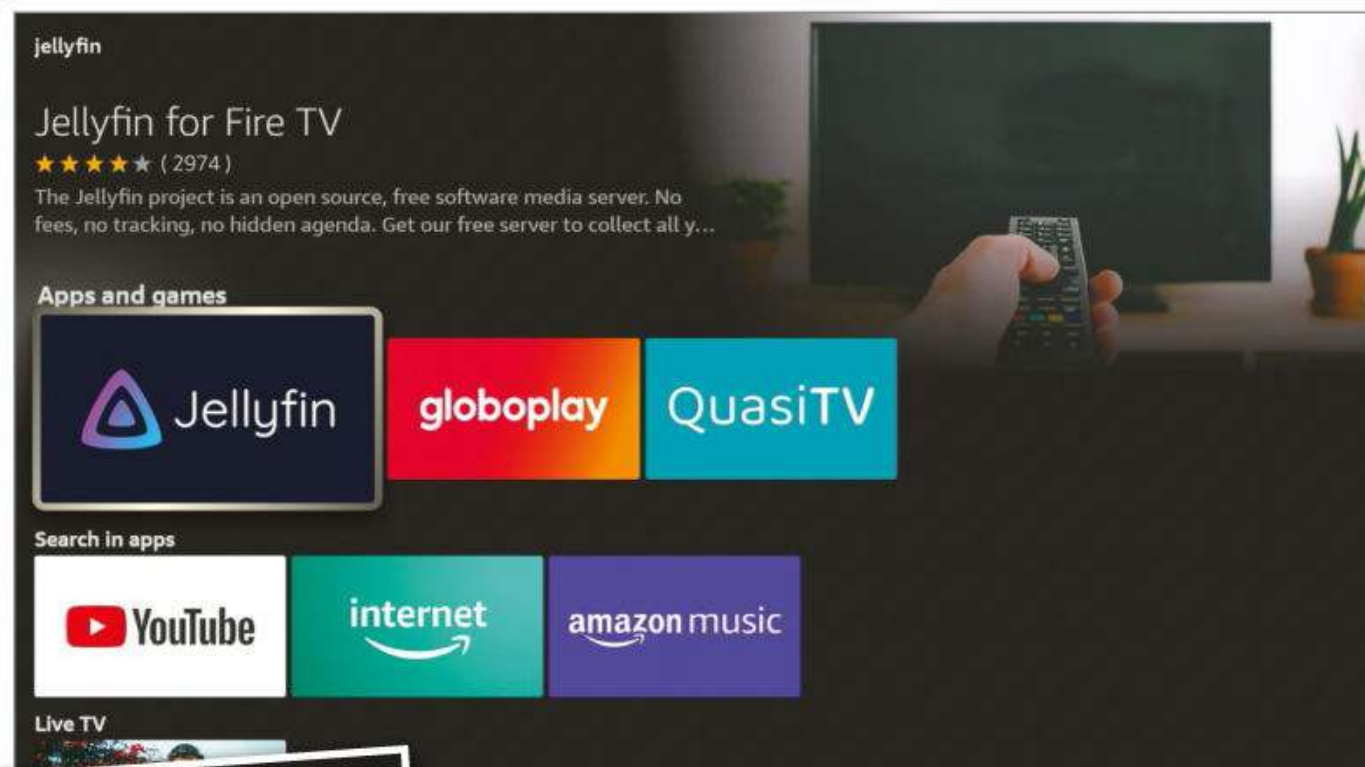 jellyfin
Jellyfin for Fire TV
( 2974 )
The Jellyfin project is an open source, free software media server. No
fees, no tracking, no hidden agenda. Get our free server to collect all y...
Apps and games
Jellyfin
globoplay
QuasiTV
Search in apps
YouTube
internet
amazon music
Live TV